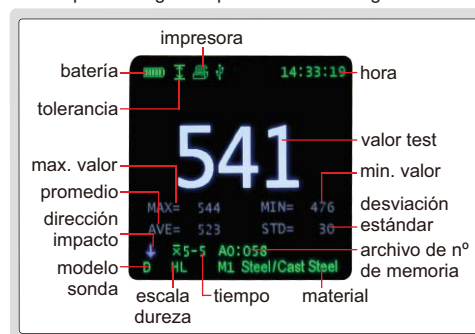 impresora
batería
14:33:19
hora
tolerancia
541
valor test
max. valor
min. valor
MAX= 544 MIN= 476
promedio
desviación
estándar
AVE= 523 STD= 30
dirección
impacto
x̄5-5 A0:058
archivo de nº
de memoria
D HL M1 Steel/Cast Steel
modelo
sonda
escala
dureza
tiempo
material